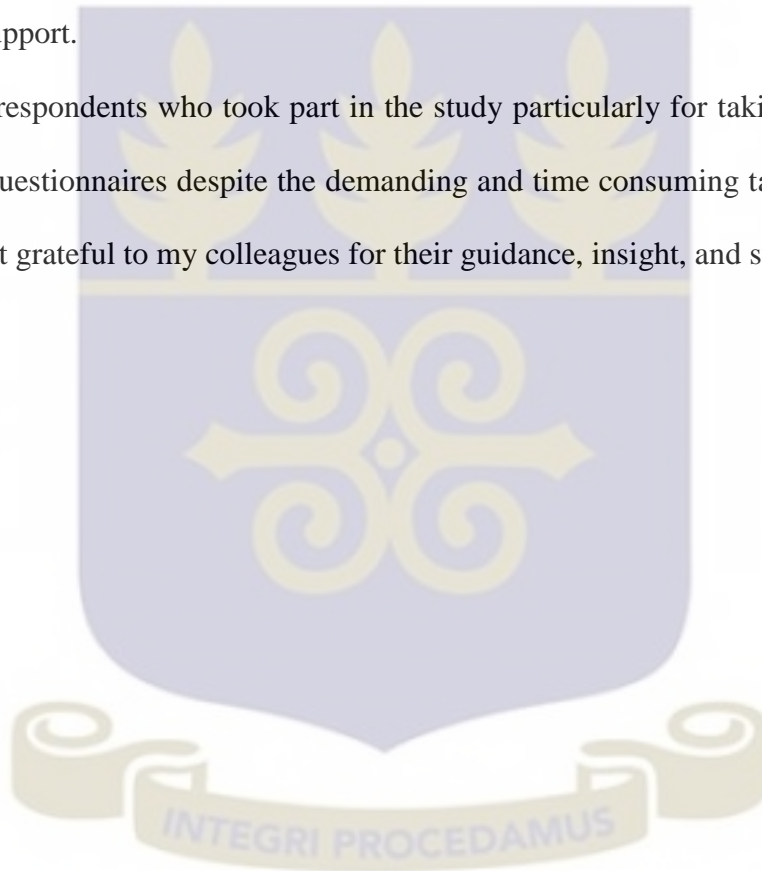 upport.
respondents who took part in the study particularly for taki
uestionnaires despite the demanding and time consuming ta
t grateful to my colleagues for their guidance, insight, and s
INTEGRI PROCEDAMUS